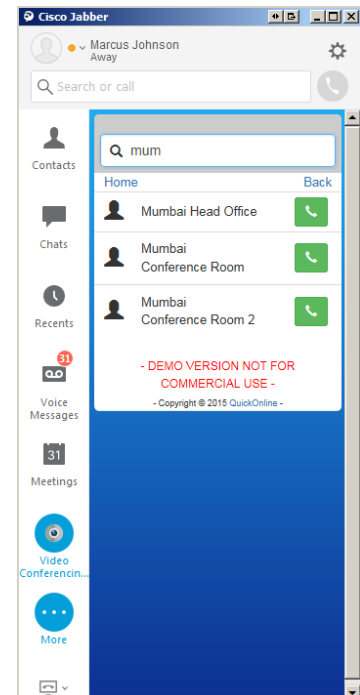 Cisco Jabber
Marcus Johnson
Away
Search or call
Contacts
Chats
Recents
31
Voice
Messages
31
Meetings
Video
Conferencin...
More
mum
Home Back
Mumbai Head Office
Mumbai
Conference Room
Mumbai
Conference Room 2
- DEMO VERSION NOT FOR
COMMERCIAL USE -
- Copyright © 2015 QuickOnline -